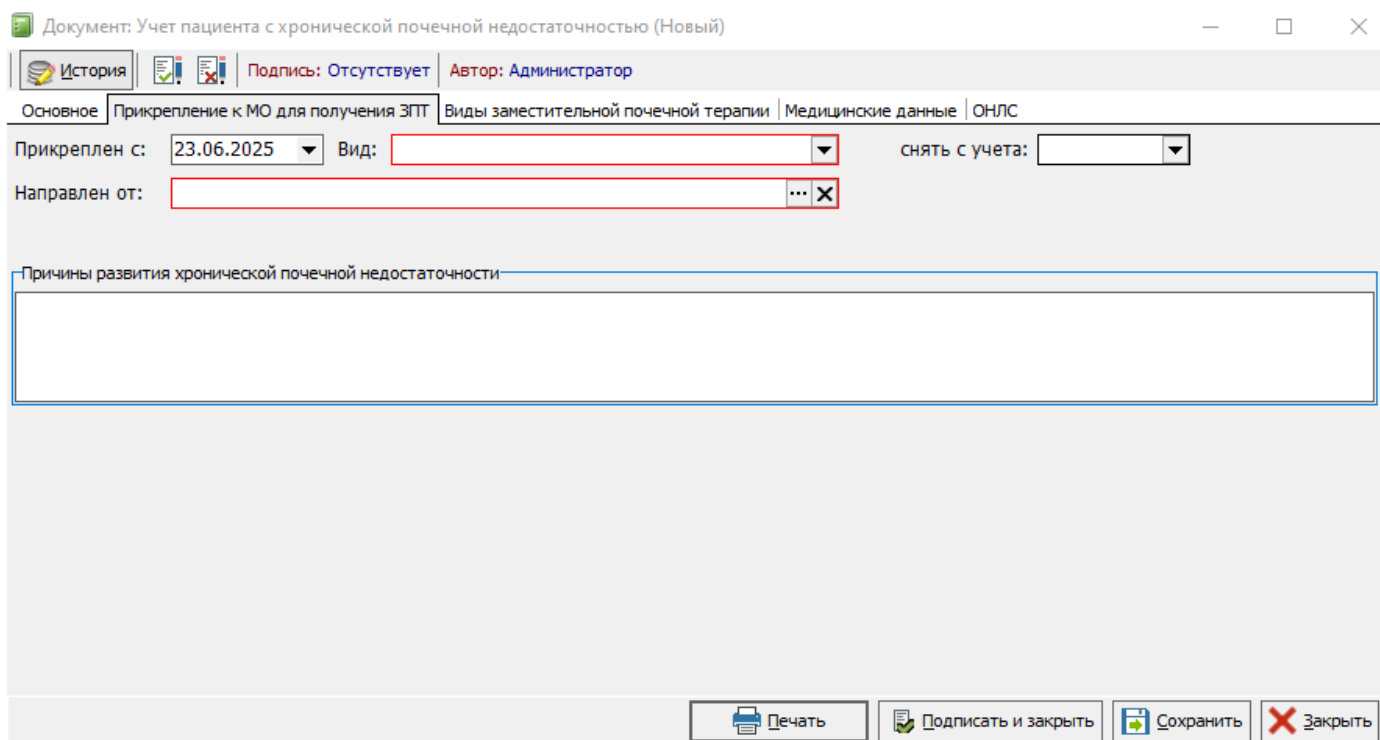 Документ: Учет пациента с хронической почечной недостаточностью (Новый)
История Подпись: Отсутствует Автор: Администратор
Основное Прикрепление к МО для получения ЗПТ Виды заместительной почечной терапии Медицинские данные ОНЛС
Прикреплен с: 23.06.2025 Вид: снять с учета:
Направлен от:
Причины развития хронической почечной недостаточности
Печать Подписать и закрыть Сохранить Закрыть